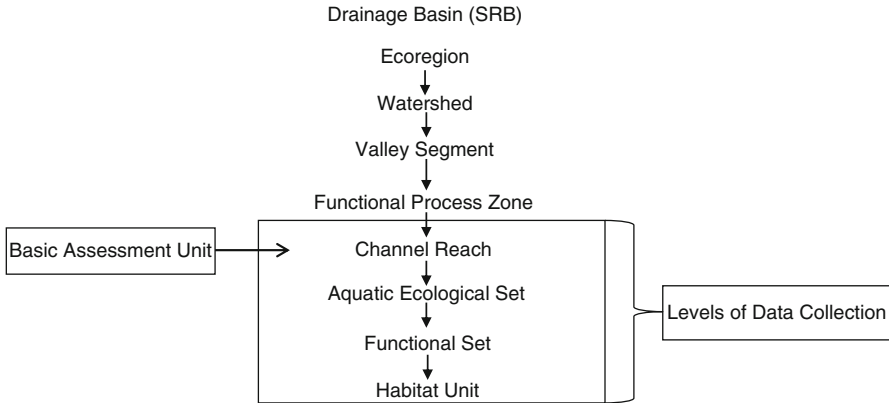 Drainage Basin (SRB)
Ecoregion
Watershed
Valley Segment
Functional Process Zone
Basic Assessment Unit
Channel Reach
Aquatic Ecological Set
Levels of Data Collection
Functional Set
Habitat Unit